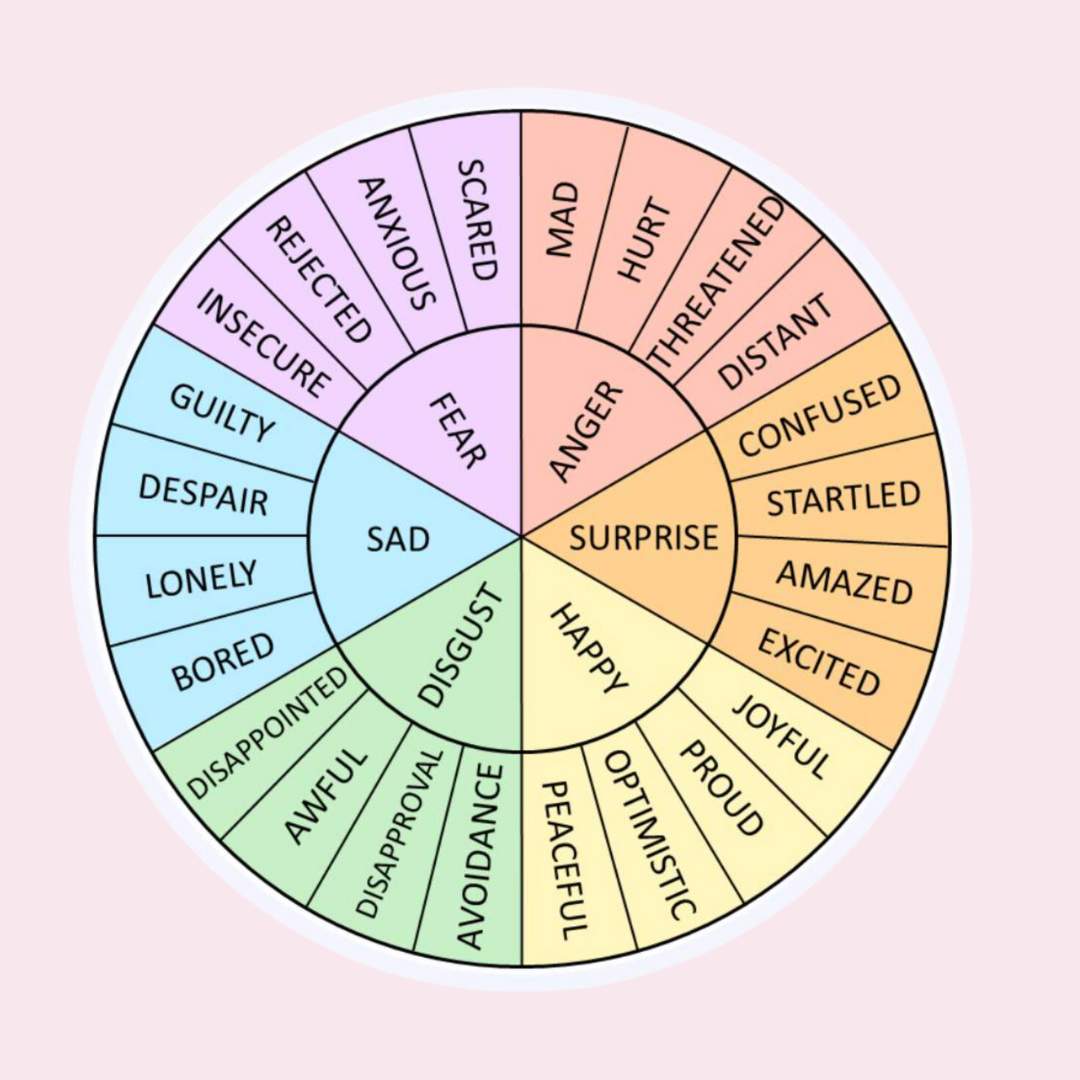 SCARED
MAD
ANXIOUS
HURT
REJECTED
THREATENED
INSECURE
DISTANT
FEAR
ANGER
GUILTY
CONFUSED
DESPAIR
STARTLED
SAD
SURPRISE
LONELY
AMAZED
BORED
EXCITED
DISGUST
HAPPY
DISAPPOINTED
JOYFUL
AWFUL
PROUD
DISAPPROVAL
OPTIMISTIC
AVOIDANCE
PEACEFUL